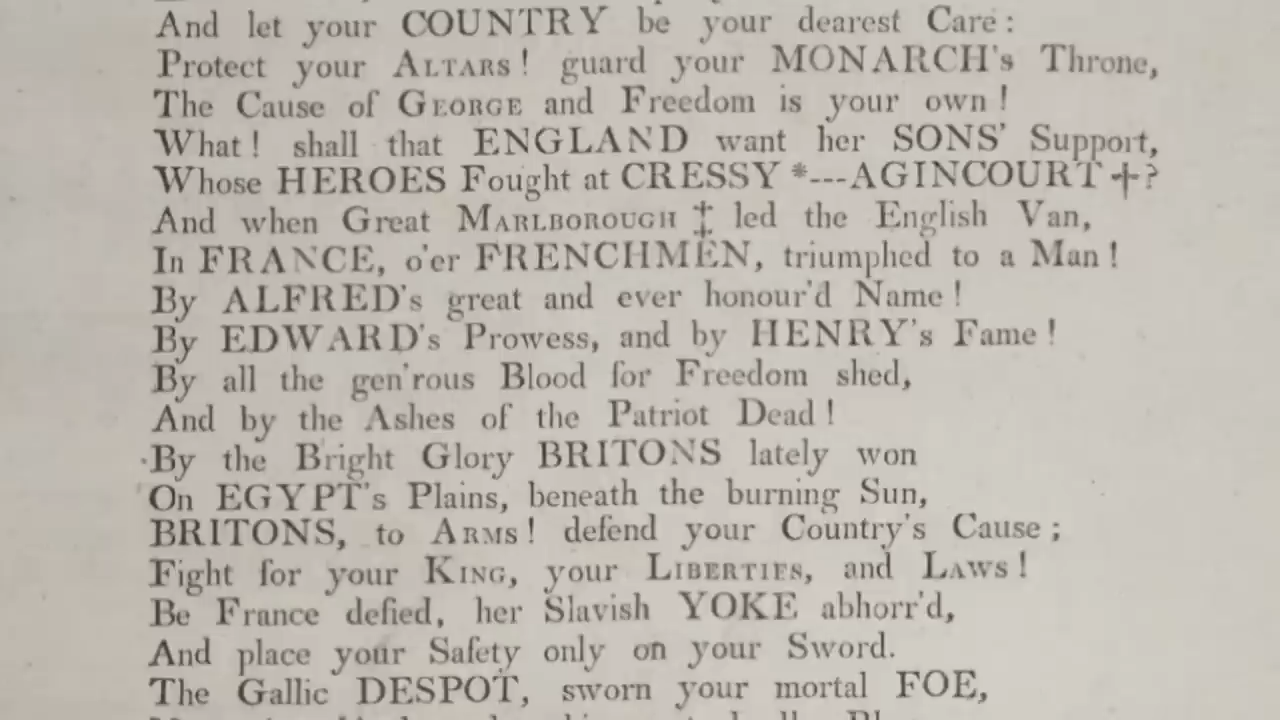 And let your COUNTRY be your dearest Care:
Protect your ALTARS! guard your MONARCH's Throne,
The Cause of GEORGE and Freedom is your own!
What! shall that ENGLAND want her SONS' Support,
Whose HEROES Fought at CRESSY *---AGINCOURT †?
And when Great MARLBOROUGH ‡ led the English Van,
In FRANCE, o'er FRENCHMEN, triumphed to a Man!
By ALFRED's great and ever honour'd Name!
By EDWARD's Prowess, and by HENRY's Fame!
By all the gen'rous Blood for Freedom shed,
And by the Ashes of the Patriot Dead!
By the Bright Glory BRITONS lately won
On EGYPT's Plains, beneath the burning Sun,
BRITONS, to ARMS! defend your Country's Cause;
Fight for your KING, your LIBERTIES, and LAWS!
Be France defied, her Slavish YOKE abhorr'd,
And place your Safety only on your Sword.
The Gallic DESPOT, sworn your mortal FOE,